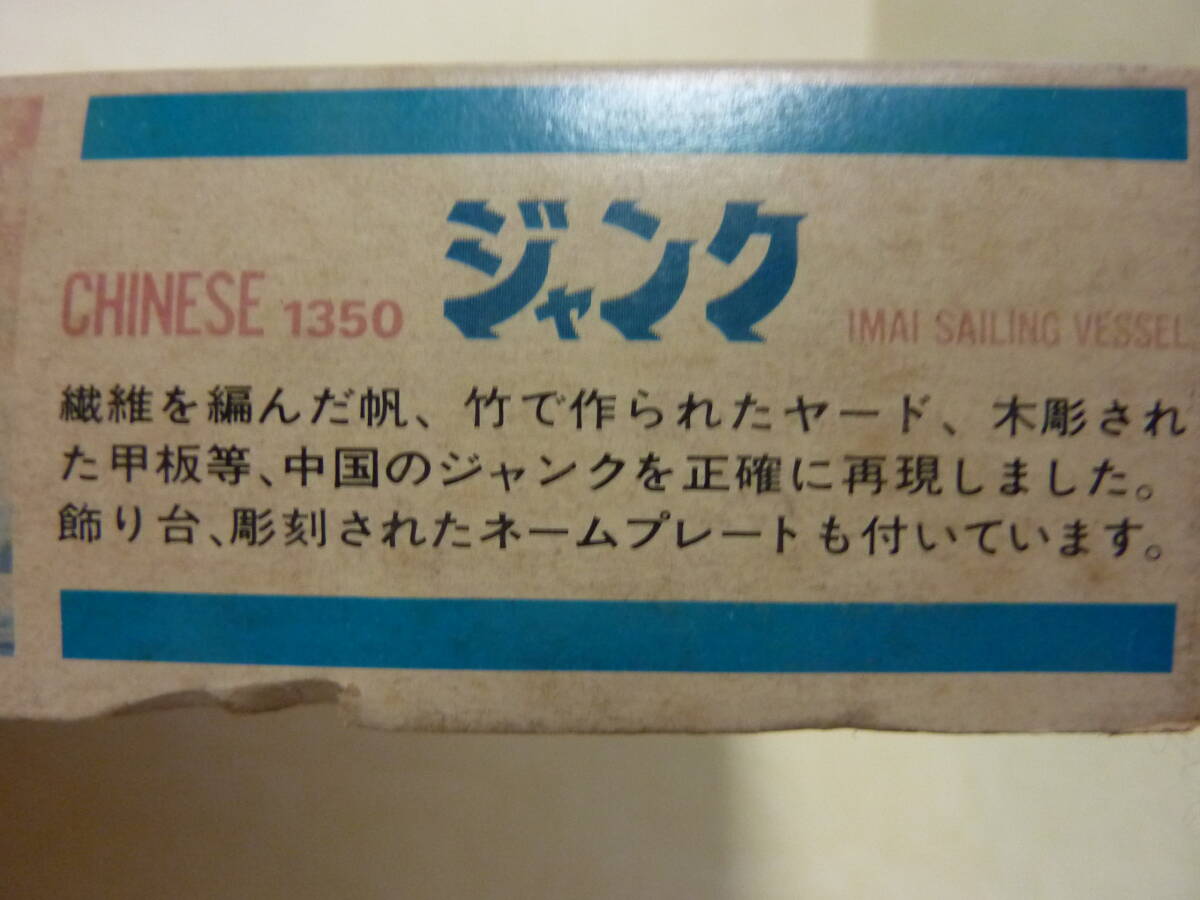 CHINESE 1350 ジャンク IMAI SAILING VESSEL
繊維を編んだ帆、竹で作られたヤード、木彫され
た甲板等、中国のジャンクを正確に再現しました。
飾り台、彫刻されたネームプレートも付いています。